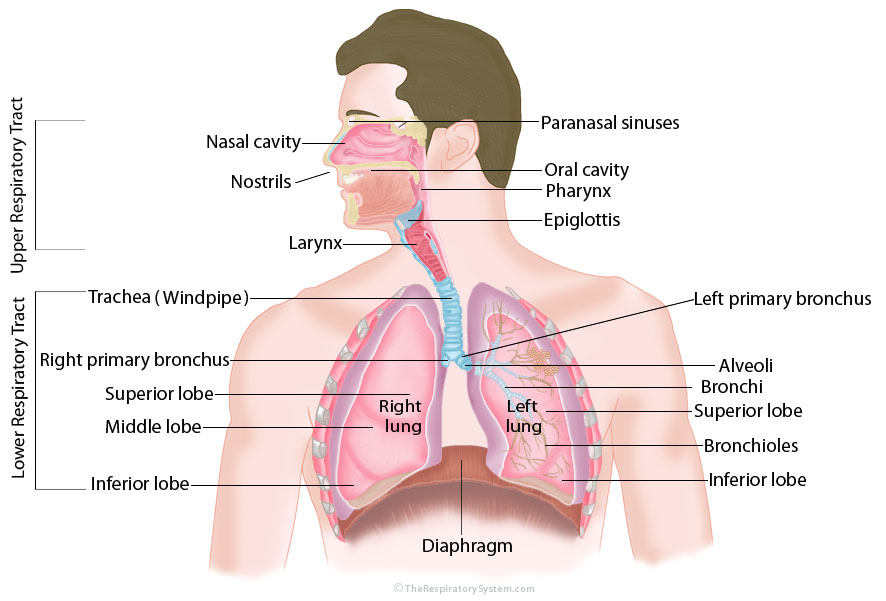 Upper Respiratory Tract
Paranasal sinuses
Nasal cavity
Oral cavity
Nostrils
Pharynx
Epiglottis
Larynx
Lower Respiratory Tract
Trachea (Windpipe)
Left primary bronchus
Right primary bronchus
Alveoli
Bronchi
Superior lobe
Right
lung
Left
lung
Superior lobe
Middle lobe
Bronchioles
Inferior lobe
Inferior lobe
Diaphragm
©TheRespiratorySystem.com